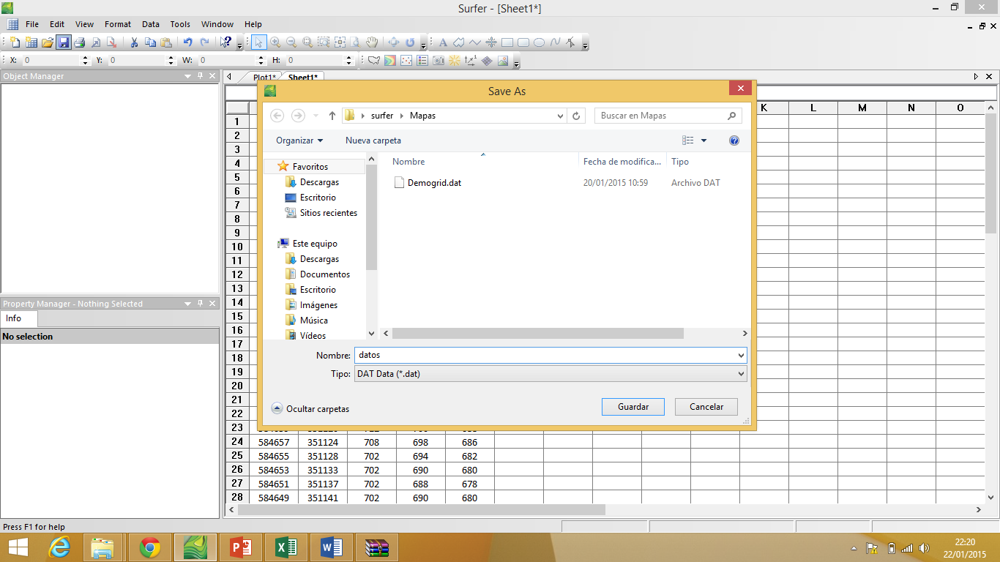 Surfer - [Sheet1*]
File Edit View Format Data Tools Window Help
X: 0 Y: 0 W: 0 H: 0
Object Manager
Plot1* Sheet1*
Save As
surfer Mapas
Buscar en Mapas
Organizar Nueva carpeta
Favoritos
Descargas
Escritorio
Sitios recientes
Este equipo
Descargas
Documentos
Escritorio
Imágenes
Música
Vídeos
Nombre Fecha de modifica... Tipo
Demogrid.dat 20/01/2015 10:59 Archivo DAT
Nombre: datos
Tipo: DAT Data (*.dat)
Ocultar carpetas
Guardar Cancelar
K L M N O
1
2
3
4
5
6
7
8
9
10
11
12
13
14
15
16
17
18
19
20
21
22
23
24 584657 351124 708 698 686
25 584655 351128 702 694 682
26 584653 351133 702 690 680
27 584651 351137 702 688 678
28 584649 351141 702 690 680
Property Manager - Nothing Selected
Info
No selection
Press F1 for help
22:20
22/01/2015